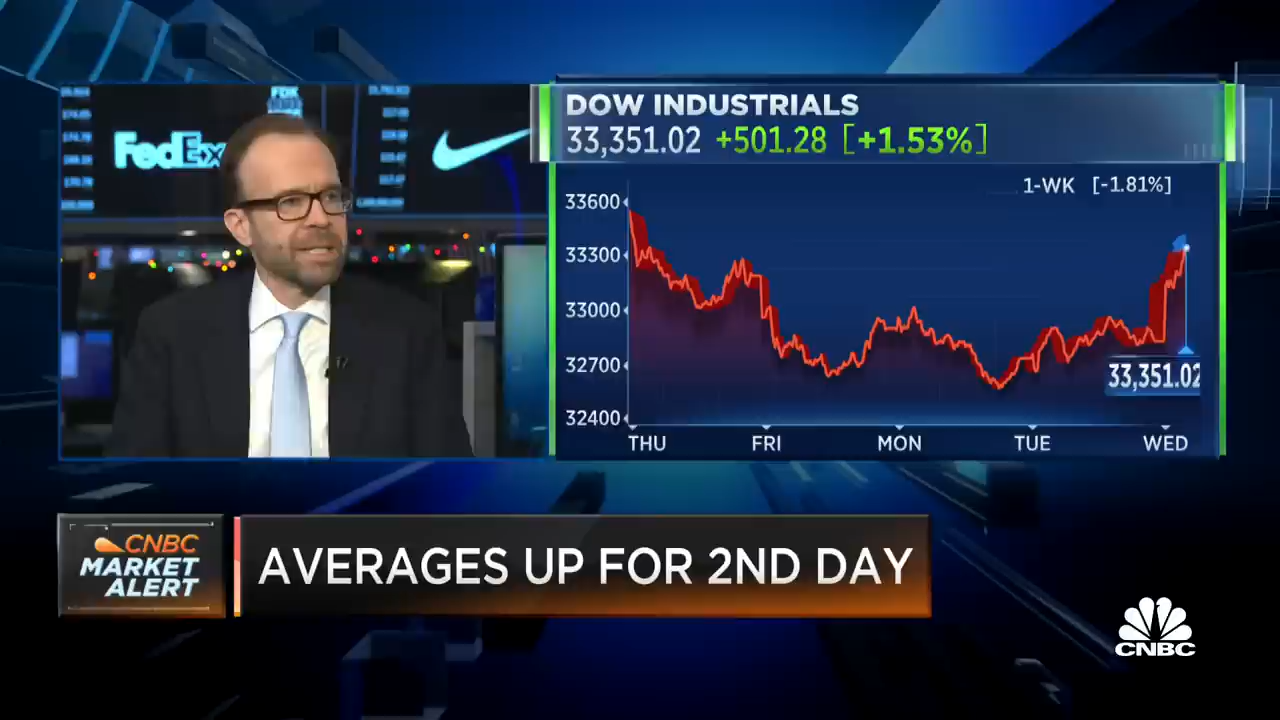 FedEx
DOW INDUSTRIALS
33,351.02 +501.28 [+1.53%]
1-WK [-1.81%]
33600
33300
33000
32700
32400
33,351.02
THU FRI MON TUE WED
CNBC
MARKET
ALERT
AVERAGES UP FOR 2ND DAY
CNBC